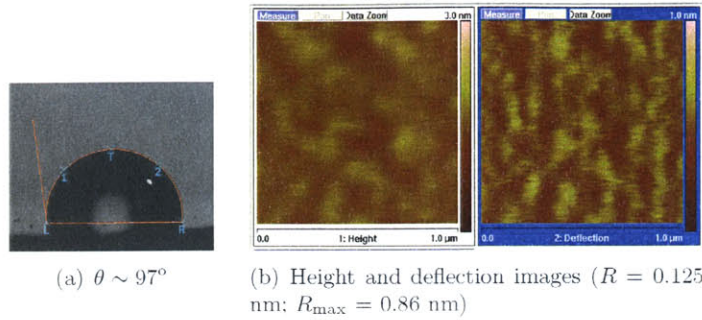 Measure Data Zoom 3.0 nm
Measure Data Zoom 1.0 nm
T
2
L R
0.0 1: Height 1.0 µm
0.0 2: Deflection 1.0 µm
(a) θ ∼ 97°
(b) Height and deflection images (R = 0.125
nm; Rmax = 0.86 nm)